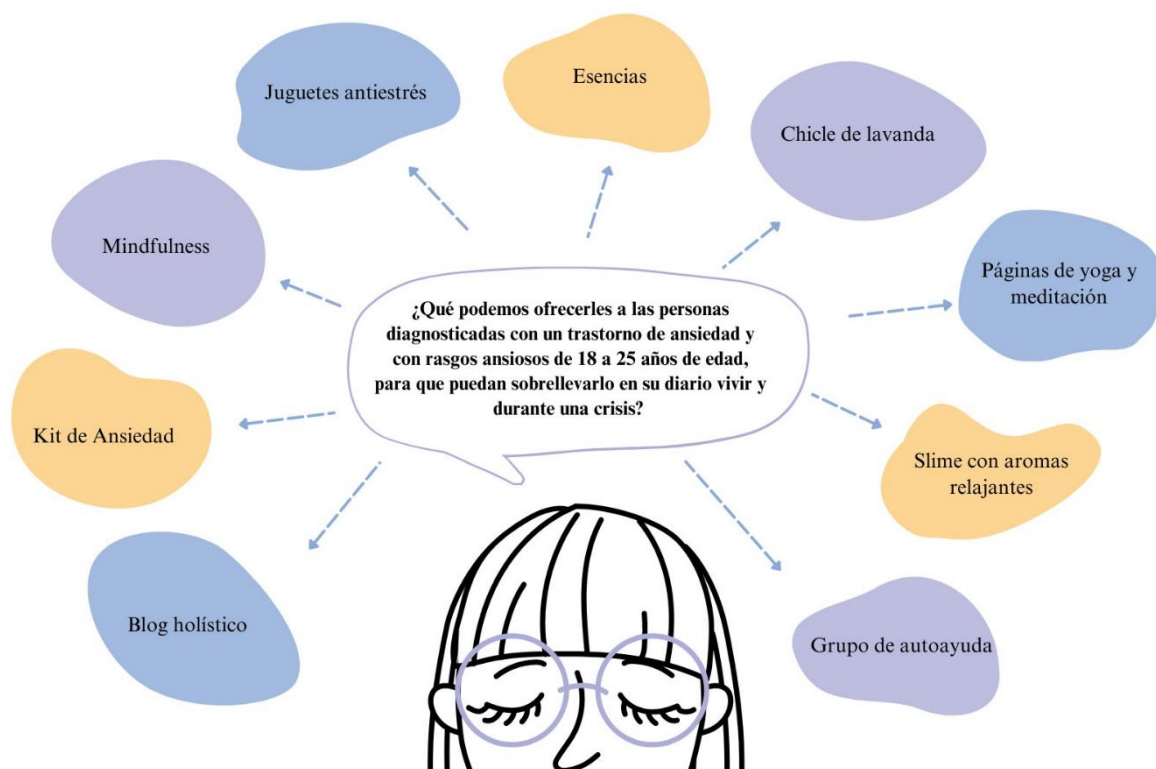 Juguetes antiestrés
Esencias
Chicle de lavanda
Mindfulness
Páginas de yoga y
meditación
¿Qué podemos ofrecerles a las personas
diagnosticadas con un trastorno de ansiedad y
con rasgos ansiosos de 18 a 25 años de edad,
para que puedan sobrellevarlo en su diario vivir y
durante una crisis?
Kit de Ansiedad
Slime con aromas
relajantes
Blog holístico
Grupo de autoayuda